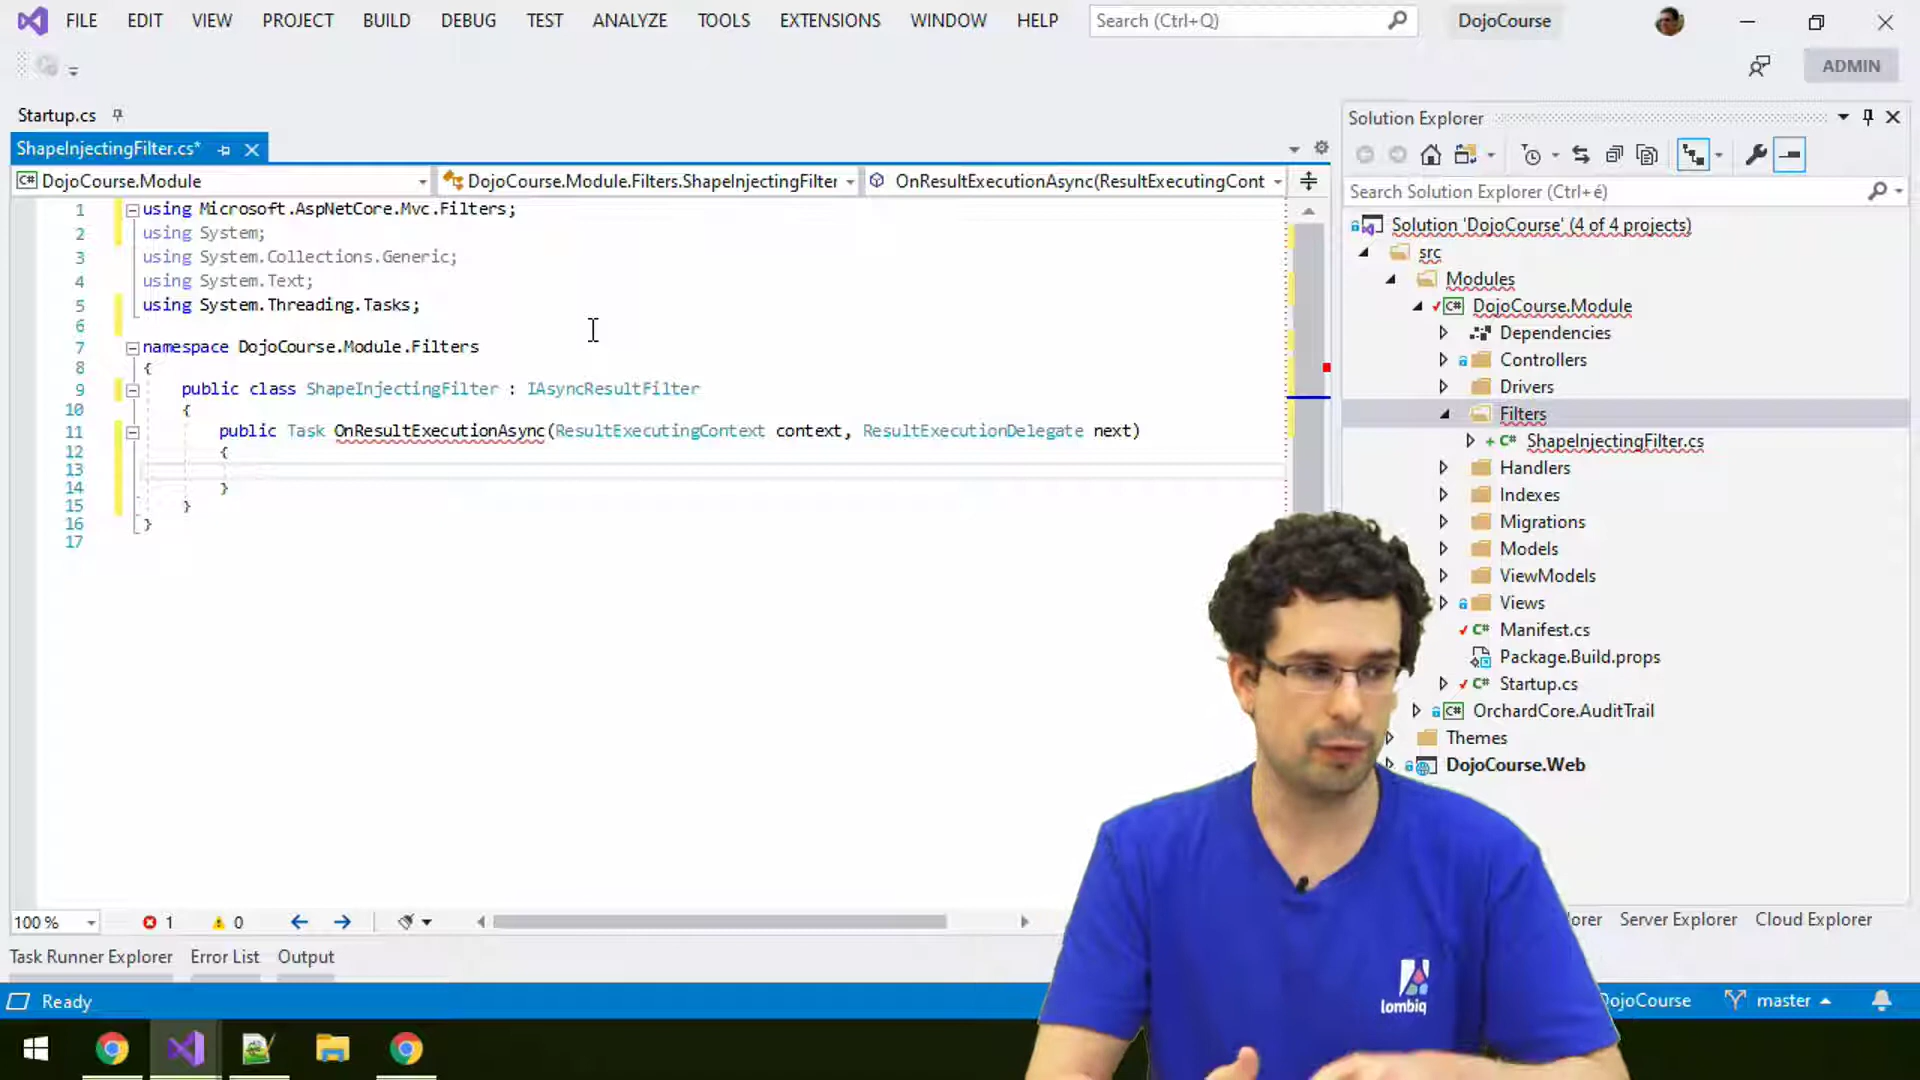 FILE EDIT VIEW PROJECT BUILD DEBUG TEST ANALYZE TOOLS EXTENSIONS WINDOW HELP Search (Ctrl+Q) DojoCourse
ADMIN
Startup.cs
ShapeInjectingFilter.cs*
DojoCourse.Module DojoCourse.Module.Filters.ShapeInjectingFilter OnResultExecutionAsync(ResultExecutingCont
1 using Microsoft.AspNetCore.Mvc.Filters;
2 using System;
3 using System.Collections.Generic;
4 using System.Text;
5 using System.Threading.Tasks;
6
7 namespace DojoCourse.Module.Filters
8 {
9 public class ShapeInjectingFilter : IAsyncResultFilter
10 {
11 public Task OnResultExecutionAsync(ResultExecutingContext context, ResultExecutionDelegate next)
12 {
13
14 }
15 }
16 }
17
100 % 1 0
Task Runner Explorer Error List Output
Ready
Solution Explorer
Search Solution Explorer (Ctrl+é)
Solution 'DojoCourse' (4 of 4 projects)
src
Modules
DojoCourse.Module
Dependencies
Controllers
Drivers
Filters
ShapeInjectingFilter.cs
Handlers
Indexes
Migrations
Models
ViewModels
Views
Manifest.cs
Package.Build.props
Startup.cs
OrchardCore.AuditTrail
Themes
DojoCourse.Web
orer Server Explorer Cloud Explorer
DojoCourse master
lombiq